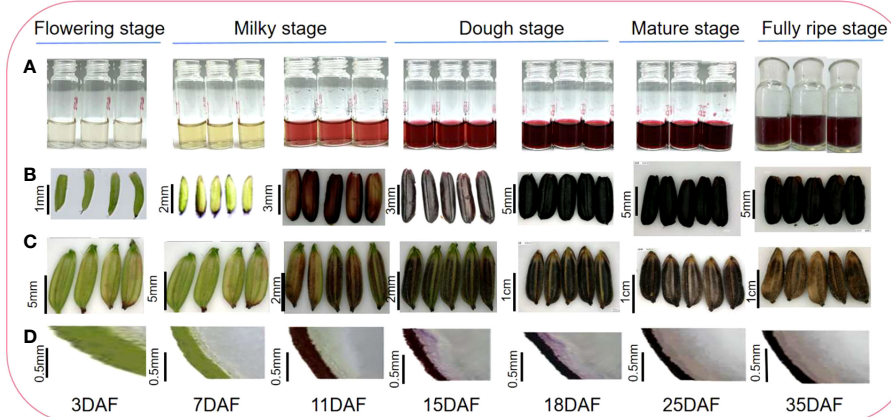 Flowering stage Milky stage Dough stage Mature stage Fully ripe stage
A
B 1mm 2mm 3mm 3mm 5mm 5mm 5mm
C 5mm 5mm 2mm 2mm 1cm 1cm 1cm
D 0.5mm 0.5mm 0.5mm 0.5mm 0.5mm 0.5mm 0.5mm
3DAF 7DAF 11DAF 15DAF 18DAF 25DAF 35DAF